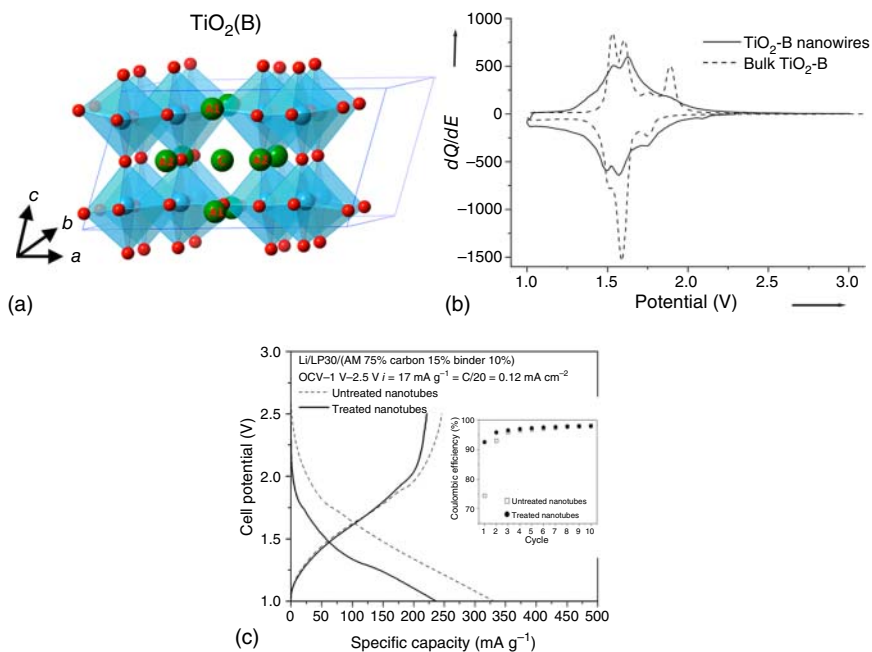 TiO₂(B)
A1
A2
C
A2
A1
c
b
a
(a)
1000
500
0
−500
−1000
−1500
dQ/dE
TiO₂-B nanowires
Bulk TiO₂-B
1.0
1.5
2.0
2.5
3.0
Potential (V)
(b)
3.0
2.5
2.0
1.5
1.0
Cell potential (V)
Li/LP30/(AM 75% carbon 15% binder 10%)
OCV–1 V–2.5 V i = 17 mA g⁻¹ = C/20 = 0.12 mA cm⁻²
Untreated nanotubes
Treated nanotubes
100
90
80
70
Coulombic efficiency (%)
Untreated nanotubes
Treated nanotubes
1 2 3 4 5 6 7 8 9 10
Cycle
0 50 100 150 200 250 300 350 400 450 500
(c)
Specific capacity (mA g⁻¹)